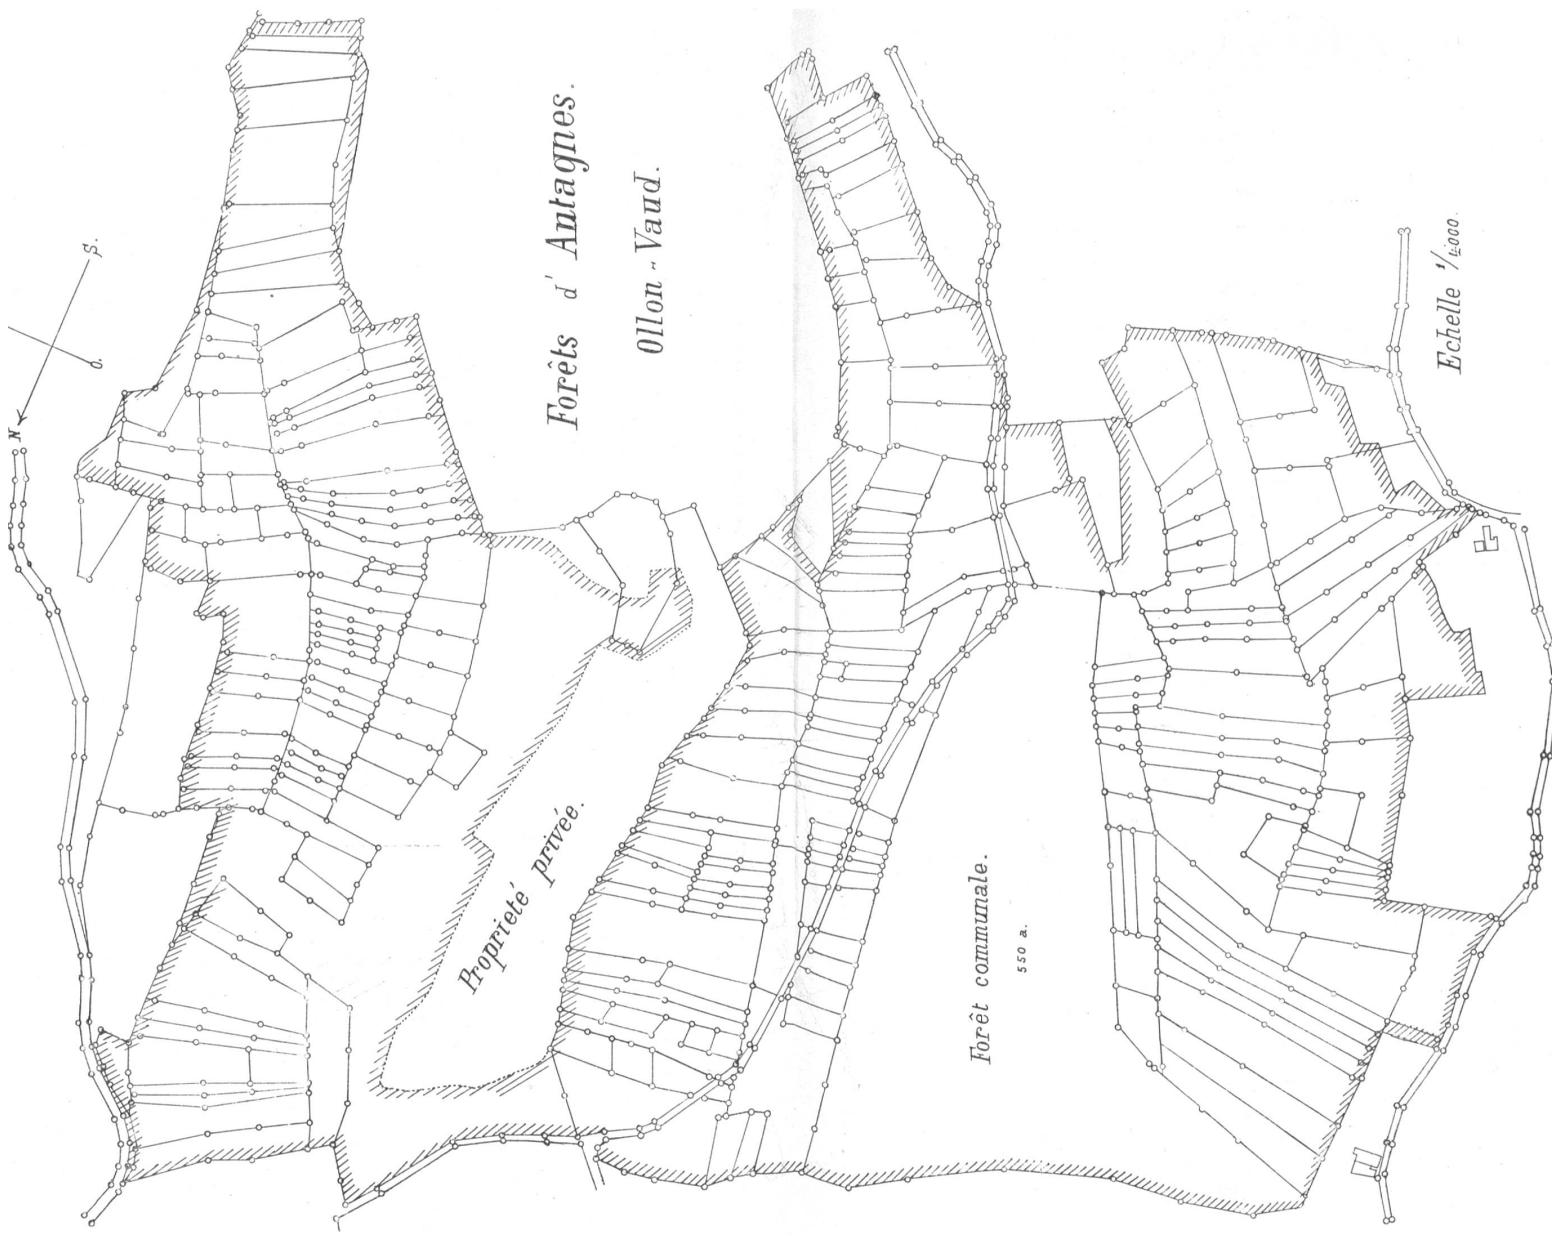 Forêts d'Antagnes.
Ollon - Vaud.
Echelle 1/4000.
N
S.
O.
Propriété privée.
Forêt communale.
550 a.